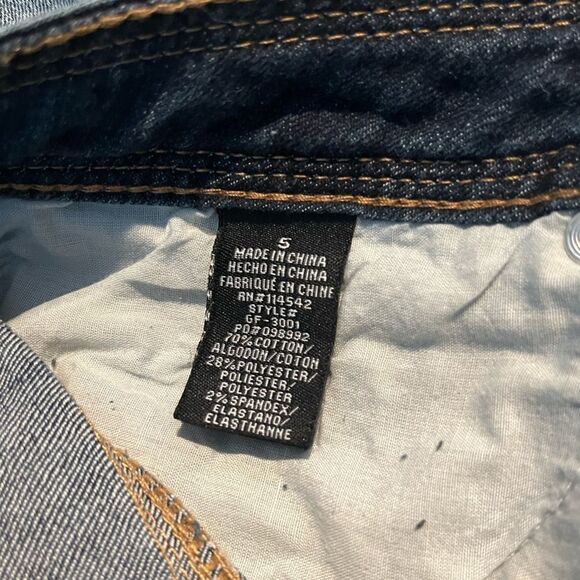 5
MADE IN CHINA
HECHO EN CHINA
FABRIQUÉ EN CHINE
RN#114542
STYLE#
GF-3001
PO#098992
70%COTTON/
ALGODON/COTON
28%POLYESTER/
POLIESTER/
POLYESTER
2%SPANDEX/
ELASTANO/
ELASTHANNE